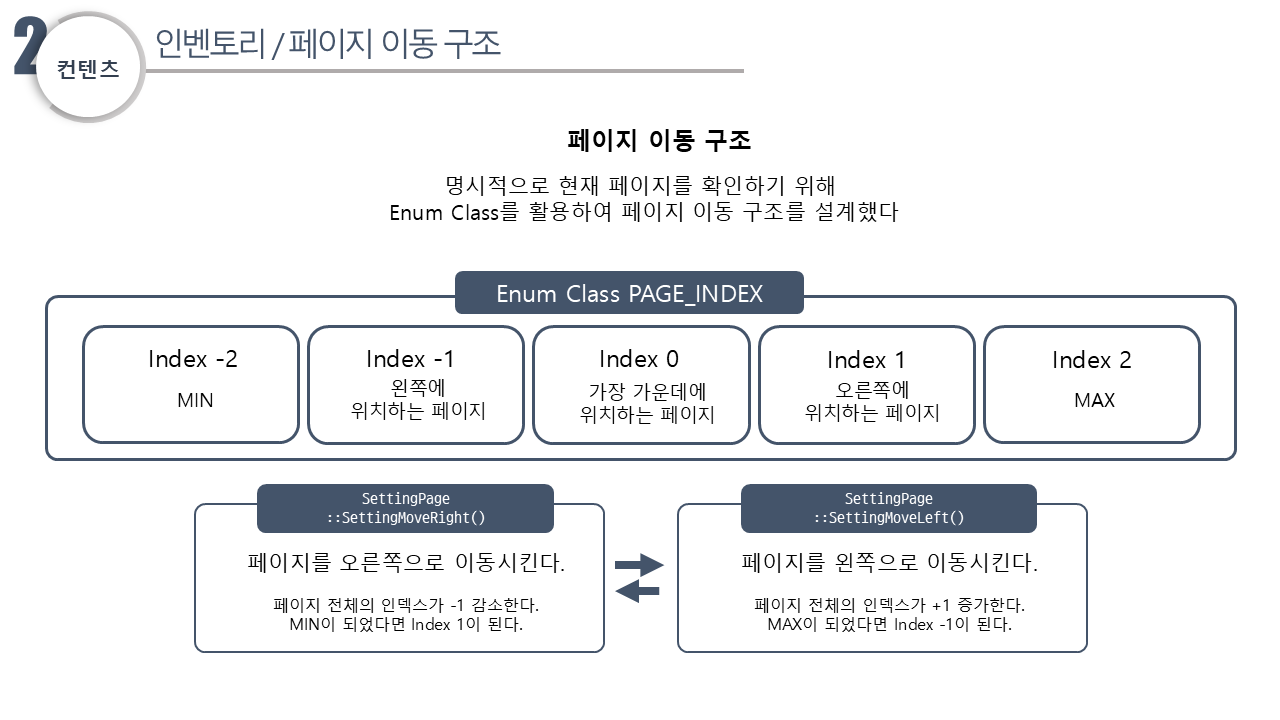 2
컨텐츠
인벤토리 / 페이지 이동 구조
페이지 이동 구조
명시적으로 현재 페이지를 확인하기 위해
Enum Class를 활용하여 페이지 이동 구조를 설계했다
Enum Class PAGE_INDEX
Index -2
MIN
Index -1
왼쪽에
위치하는 페이지
Index 0
가장 가운데에
위치하는 페이지
Index 1
오른쪽에
위치하는 페이지
Index 2
MAX
SettingPage
::SettingMoveRight()
페이지를 오른쪽으로 이동시킨다.
페이지 전체의 인덱스가 -1 감소한다.
MIN이 되었다면 Index 1이 된다.
SettingPage
::SettingMoveLeft()
페이지를 왼쪽으로 이동시킨다.
페이지 전체의 인덱스가 +1 증가한다.
MAX이 되었다면 Index -1이 된다.